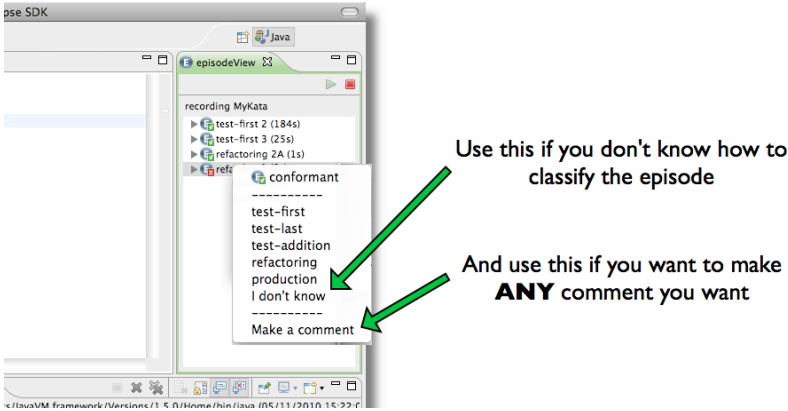 pse SDK
Java
episodeView
recording MyKata
test-first 2 (184s)
test-first 3 (25s)
refactoring 2A (1s)
refa
conformant
----------
test-first
test-last
test-addition
refactoring
production
I don't know
----------
Make a comment
Use this if you don't know how to
classify the episode
And use this if you want to make
ANY comment you want
s/JavaVM.framework/Versions/1.5.0/Home/bin/java (05/11/2010 15:22: